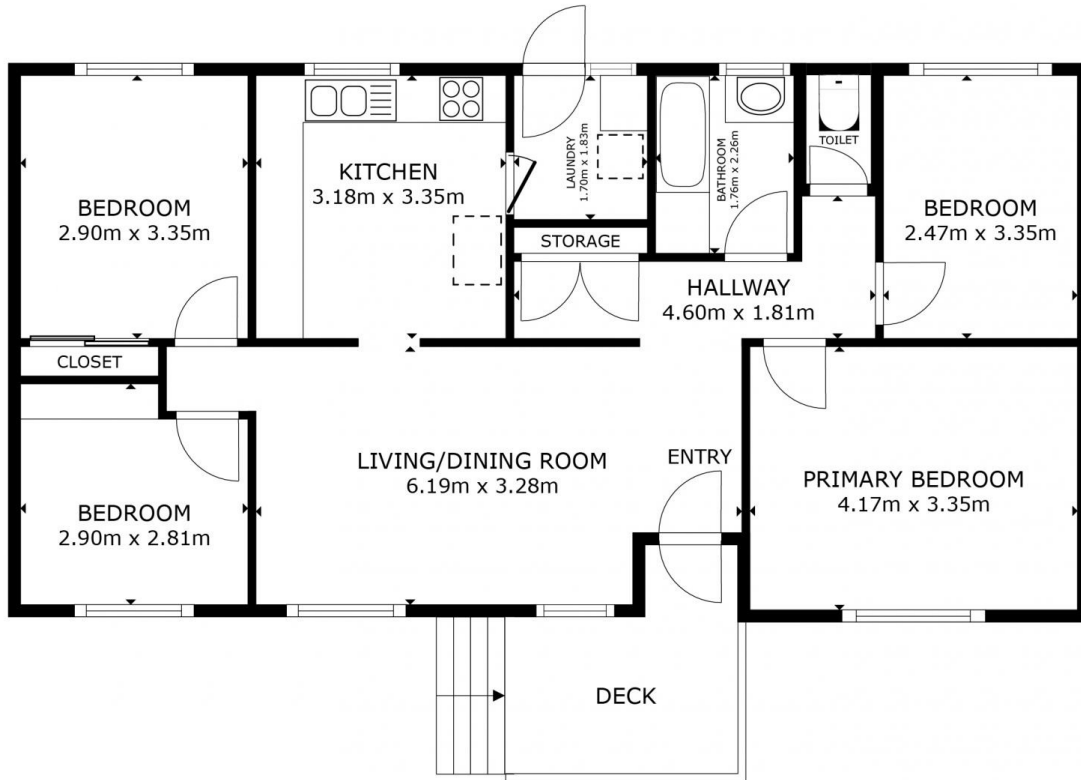 BEDROOM
2.90m x 3.35m
KITCHEN
3.18m x 3.35m
LAUNDRY
1.70m x 1.83m
BATHROOM
1.76m x 2.26m
TOILET
BEDROOM
2.47m x 3.35m
STORAGE
HALLWAY
4.60m x 1.81m
CLOSET
BEDROOM
2.90m x 2.81m
LIVING/DINING ROOM
6.19m x 3.28m
ENTRY
PRIMARY BEDROOM
4.17m x 3.35m
DECK